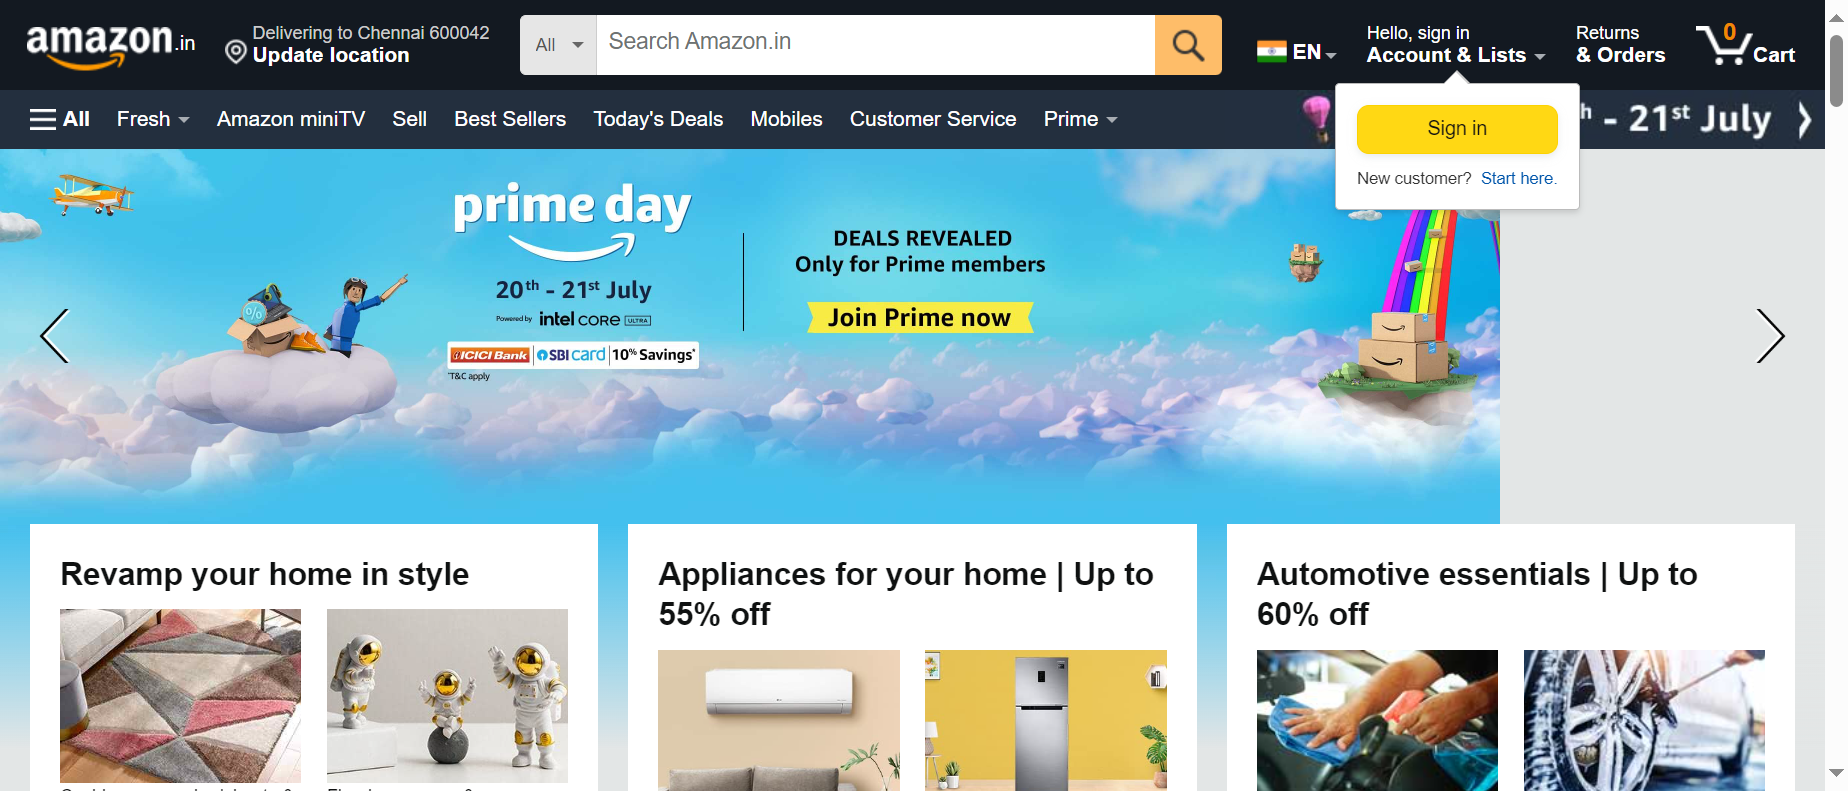 amazon.in
Delivering to Chennai 600042
Update location
All
Search Amazon.in
EN
Hello, sign in
Account & Lists
Returns
& Orders
0
Cart
All
Fresh
Amazon miniTV
Sell
Best Sellers
Today's Deals
Mobiles
Customer Service
Prime
h - 21st July
Sign in
New customer? Start here.
prime day
20th - 21st July
Powered by intel CORE ULTRA
ICICI Bank SBI card 10% Savings*
*T&C apply
DEALS REVEALED
Only for Prime members
Join Prime now
%
Revamp your home in style
Appliances for your home | Up to
55% off
Automotive essentials | Up to
60% off